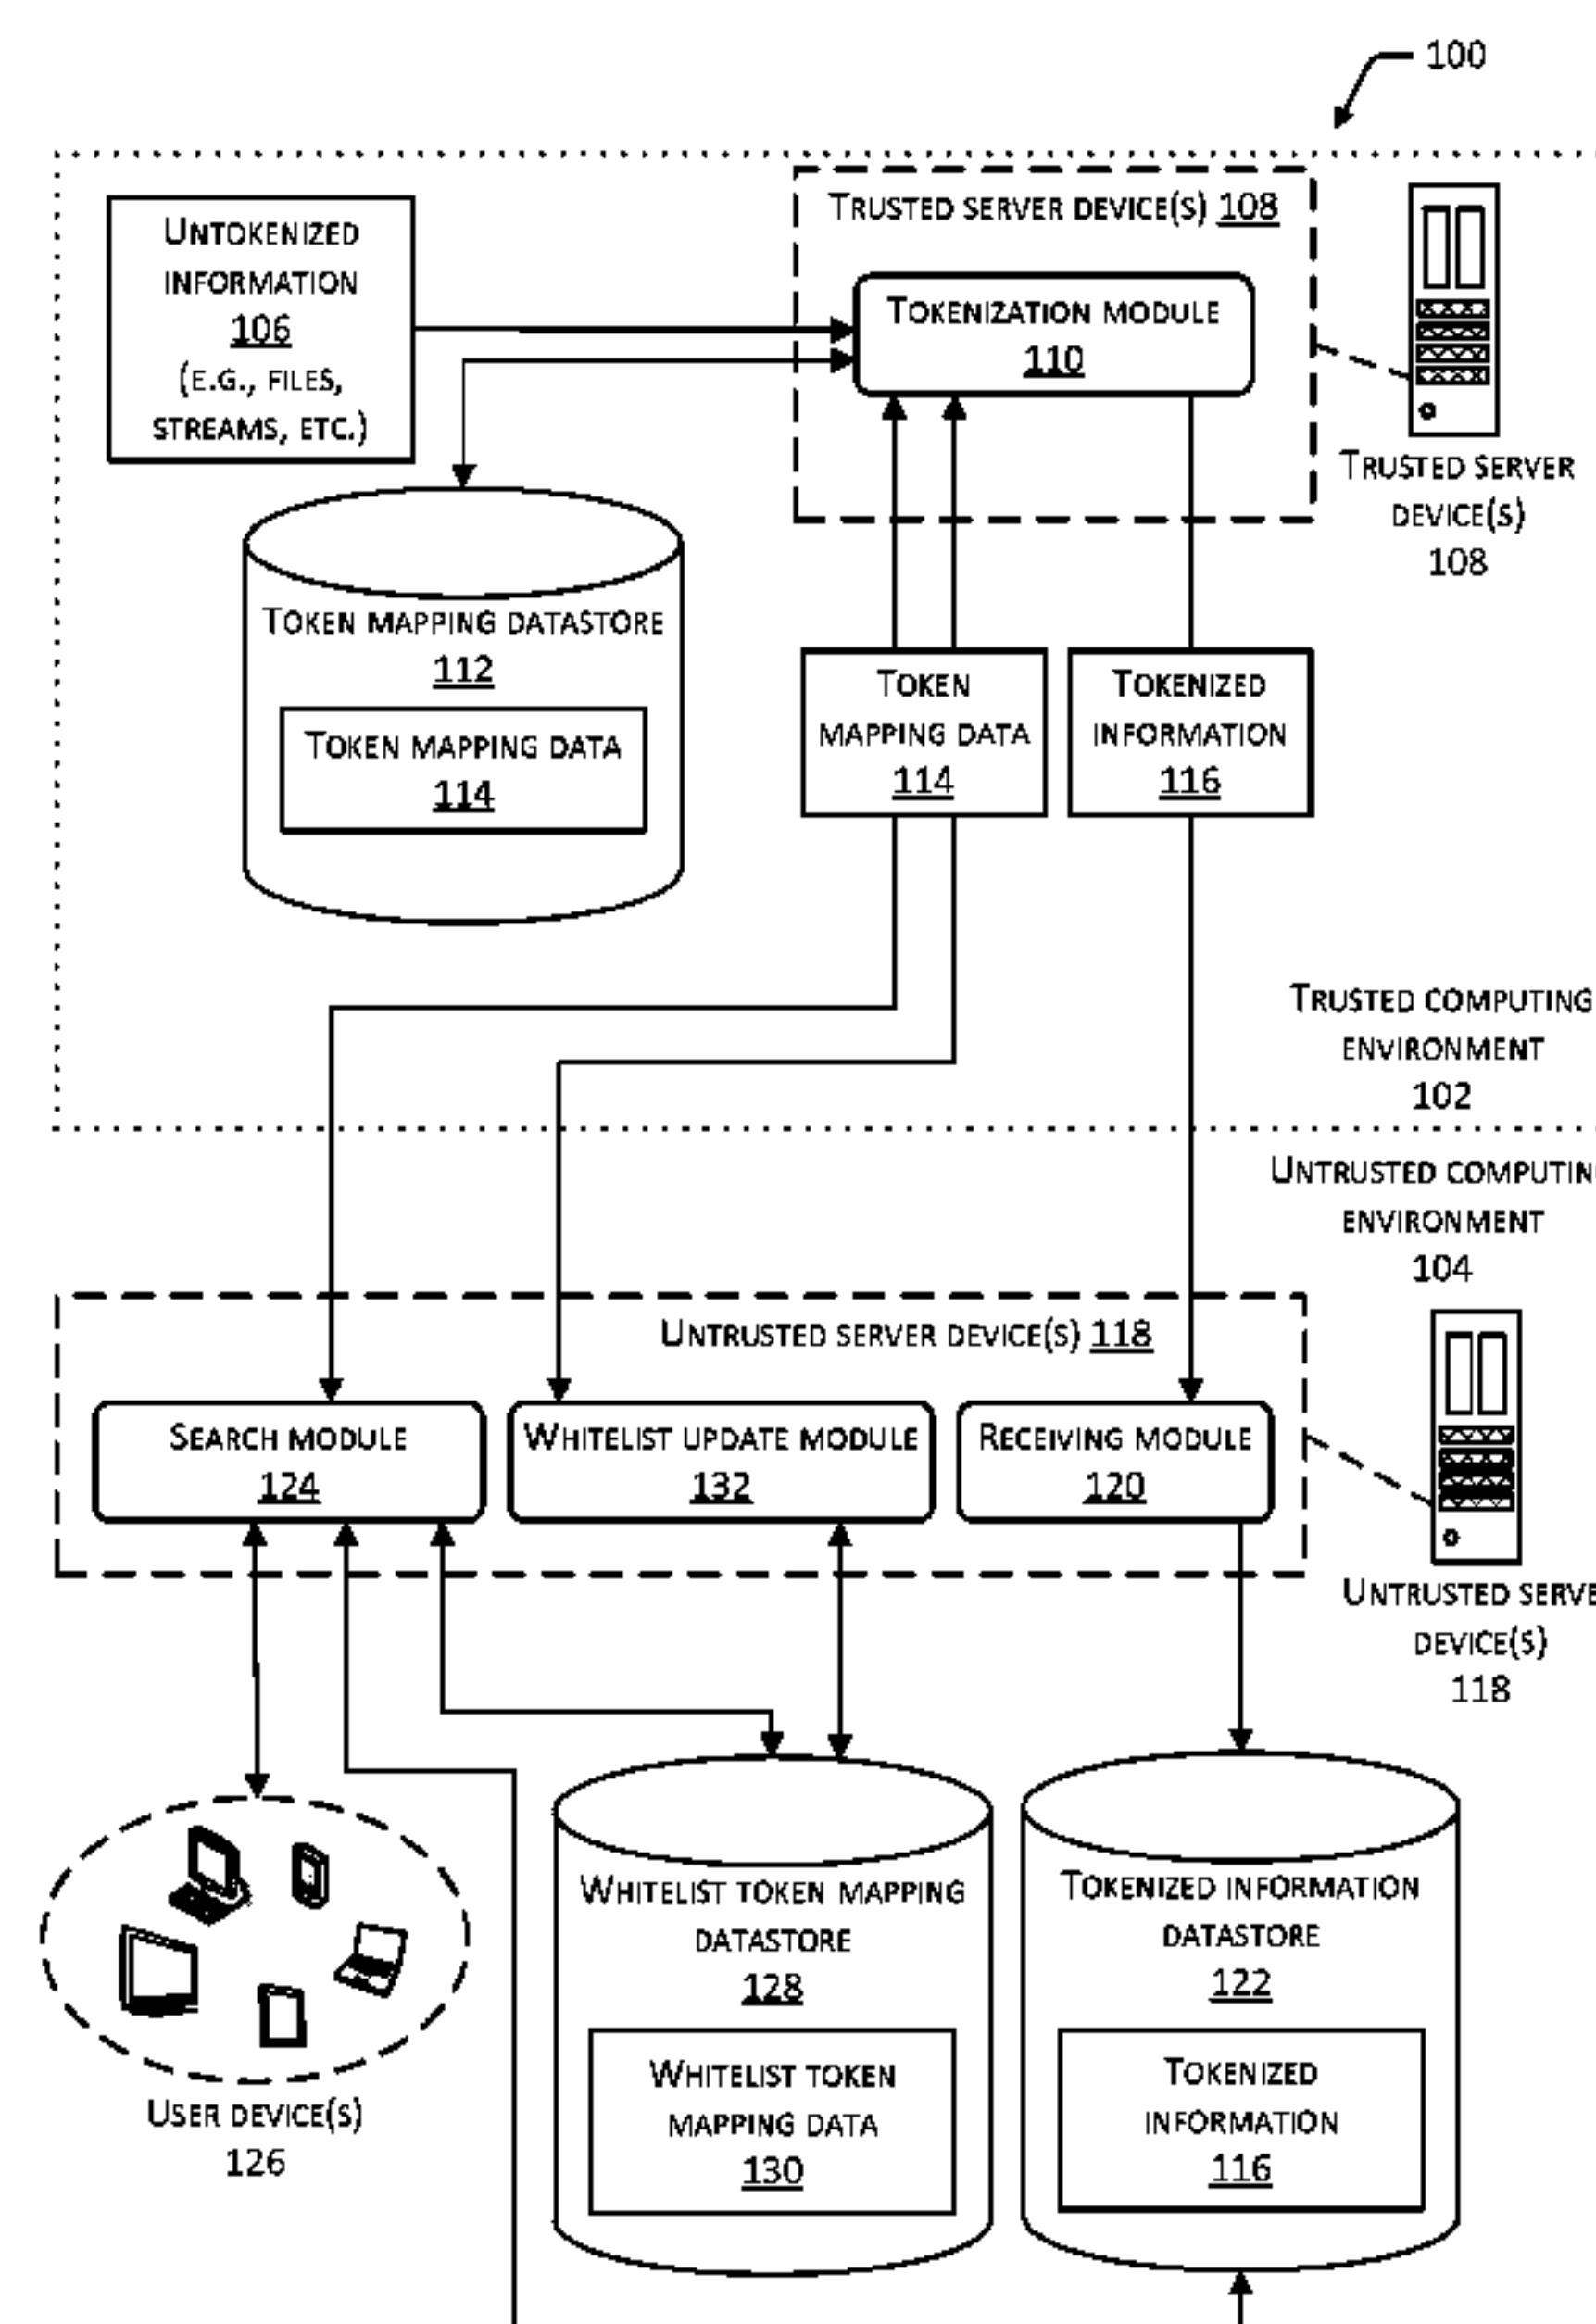 100
Untokenized
information
106
(e.g., files,
streams, etc.)
Trusted server device(s) 108
Tokenization module
110
Trusted server
device(s)
108
Token mapping datastore
112
Token mapping data
114
Token
mapping data
114
Tokenized
information
116
Trusted computing
environment
102
Untrusted computin
environment
104
Untrusted server device(s) 118
Search module
124
Whitelist update module
132
Receiving module
120
Untrusted serve
device(s)
118
User device(s)
126
Whitelist token mapping
datastore
128
Whitelist token
mapping data
130
Tokenized information
datastore
122
Tokenized
information
116